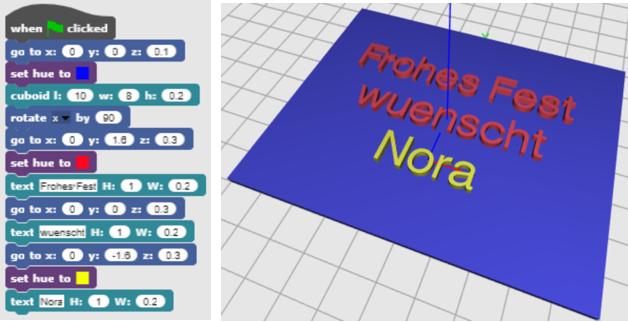 when clicked
go to x: 0 y: 0 z: 0.1
set hue to
cuboid l: 10 w: 8 h: 0.2
rotate x by 90
go to x: 0 y: 1.6 z: 0.3
set hue to
text Frohes·Fest H: 1 W: 0.2
go to x: 0 y: 0 z: 0.3
text wuenscht H: 1 W: 0.2
go to x: 0 y: -1.6 z: 0.3
set hue to
text Nora H: 1 W: 0.2
Frohes Fest
wuenscht
Nora